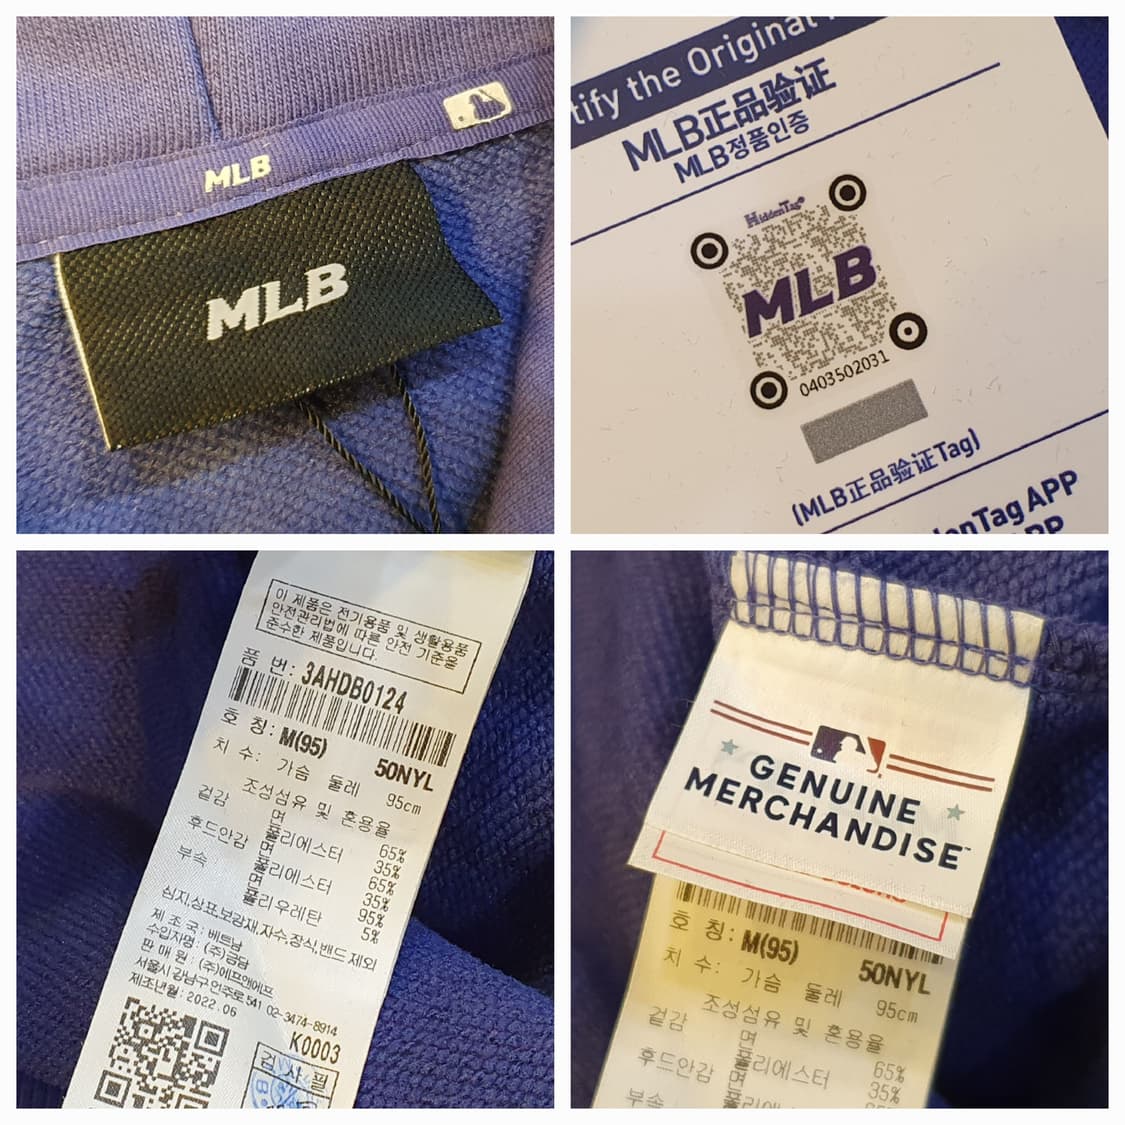 MLB
MLB
tify the Original
MLB正品验证
MLB정품인증
HiddenTag®
MLB
0403502031
(MLB正品验证Tag)
denTag APP
이 제품은 전기용품 및 생활용품
안전관리법에 따른 안전 기준을
준수한 제품입니다.
품 번: 3AHDB0124
호 칭: M(95)
50NYL
치 수: 가슴 둘레 95cm
조성섬유 및 혼용율
겉감 면 65%
폴리에스터 35%
후드안감 면 65%
폴리에스터 35%
부속 면 95%
폴리우레탄 5%
심지,상표,보강재,자수,장식,밴드제외
제 조 국: 베트남
수입자명: (주)금담
판 매 원: (주)에프앤에프
서울시 강남구 언주로 541 02-3474-8914
제조년월: 2022.06
K0003
검 사 필
GENUINE
MERCHANDISE™
호 칭: M(95)
50NYL
치 수: 가슴 둘레 95cm
조성섬유 및 혼용율
겉감 면 65%
폴리에스터 35%
후드안감
부속